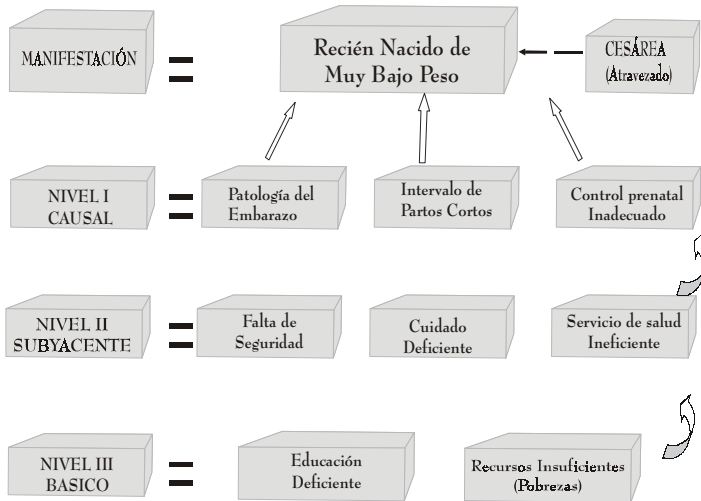 MANIFESTACIÓN
Recién Nacido de
Muy Bajo Peso
CESÁREA
(Atravezado)
NIVEL I
CAUSAL
Patología del
Embarazo
Intervalo de
Partos Cortos
Control prenatal
Inadecuado
NIVEL II
SUBYACENTE
Falta de
Seguridad
Cuidado
Deficiente
Servicio de salud
Ineficiente
NIVEL III
BASICO
Educación
Deficiente
Recursos Insuficientes
(Pobrezas)